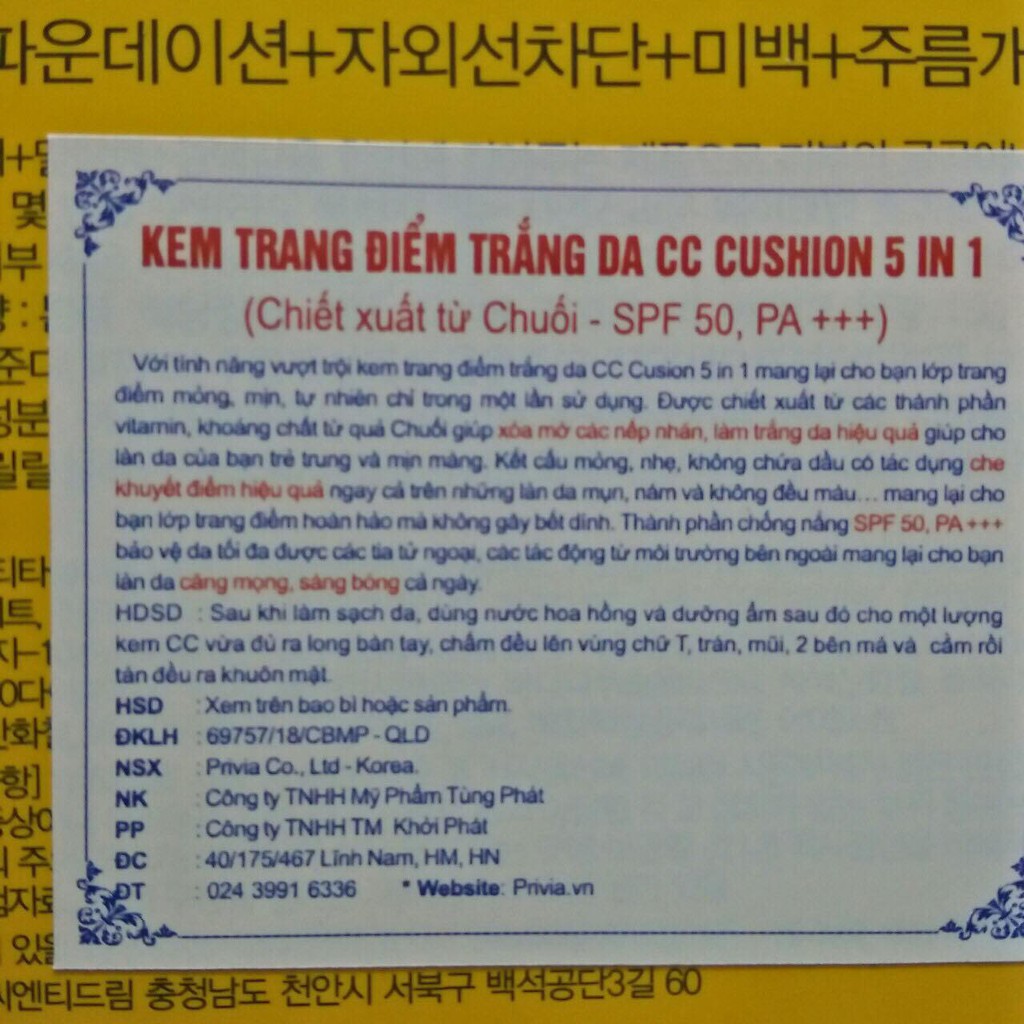 파운데이션+자외선차단+미백+주름개
KEM TRANG ĐIỂM TRẮNG DA CC CUSHION 5 IN 1
(Chiết xuất từ Chuối - SPF 50, PA +++)
Với tính năng vượt trội kem trang điểm trắng da CC Cusion 5 in 1 mang lại cho bạn lớp trang
điểm mỏng, mịn, tự nhiên chỉ trong một lần sử dụng. Được chiết xuất từ các thành phần
vitamin, khoáng chất từ quả Chuối giúp xóa mờ các nếp nhăn, làm trắng da hiệu quả giúp cho
làn da của bạn trẻ trung và mịn màng. Kết cấu mỏng, nhẹ, không chứa dầu có tác dụng che
khuyết điểm hiệu quả ngay cả trên những làn da mụn, nám và không đều màu... mang lại cho
bạn lớp trang điểm hoàn hảo mà không gây bết dính. Thành phần chống nắng SPF 50, PA +++
bảo vệ da tối đa được các tia tử ngoại, các tác động từ môi trường bên ngoài mang lại cho bạn
làn da căng mọng, sáng bóng cả ngày.
HDSD : Sau khi làm sạch da, dùng nước hoa hồng và dưỡng ẩm sau đó cho một lượng
kem CC vừa đủ ra long bàn tay, chấm đều lên vùng chữ T, trán, mũi, 2 bên má và cằm rồi
tán đều ra khuôn mặt.
HSD : Xem trên bao bì hoặc sản phẩm.
ĐKLH : 69757/18/CBMP - QLD
NSX : Privia Co., Ltd - Korea.
NK : Công ty TNHH Mỹ Phẩm Tùng Phát
PP : Công ty TNHH TM Khởi Phát
ĐC : 40/175/467 Lĩnh Nam, HM, HN
ĐT : 024 3991 6336 * Website: Privia.vn
씨엔티드림 충청남도 천안시 서북구 백석공단3길 60